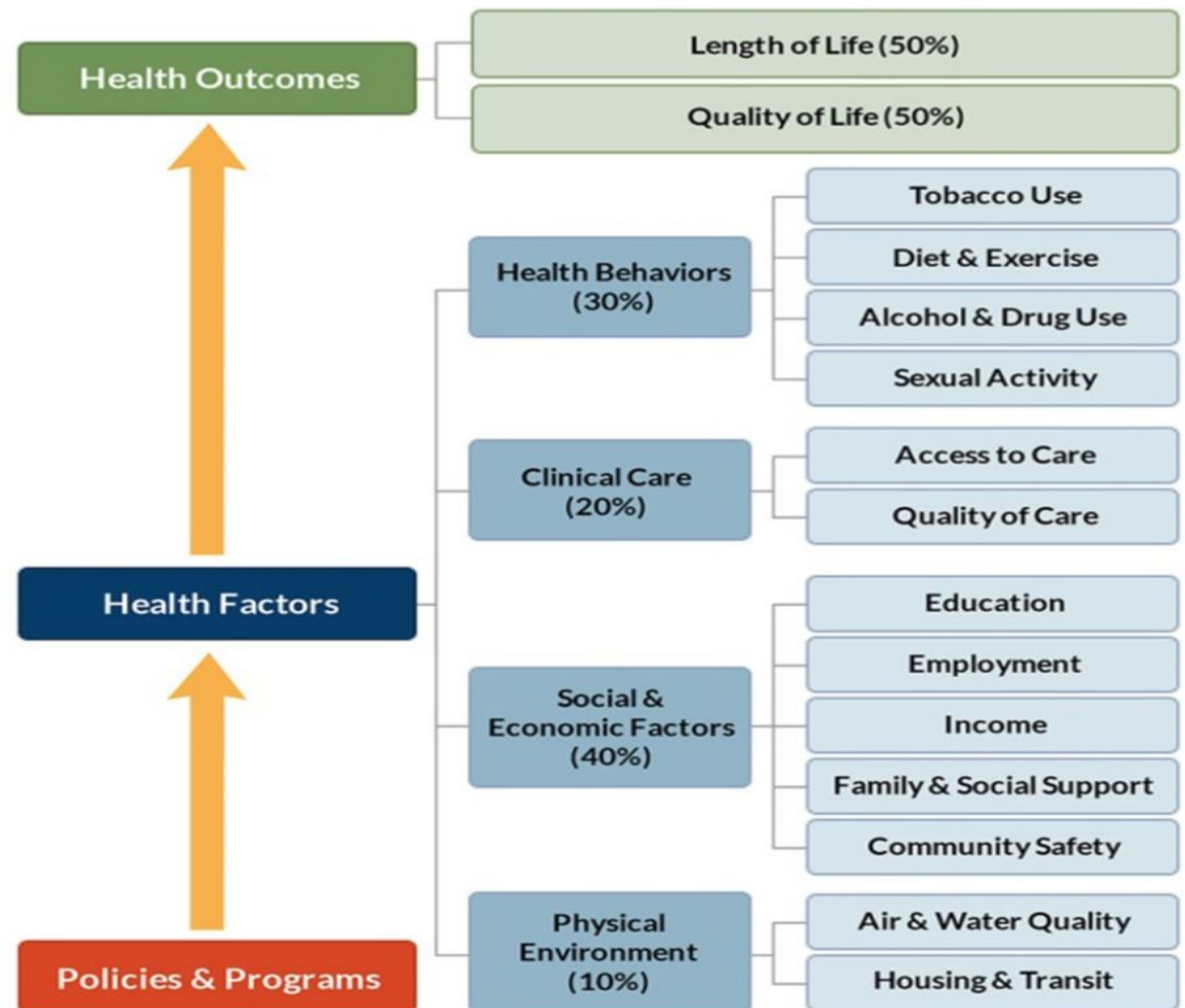 Health Outcomes
Length of Life (50%)
Quality of Life (50%)
Health Factors
Health Behaviors
(30%)
Tobacco Use
Diet & Exercise
Alcohol & Drug Use
Sexual Activity
Clinical Care
(20%)
Access to Care
Quality of Care
Social &
Economic Factors
(40%)
Education
Employment
Income
Family & Social Support
Community Safety
Physical
Environment
(10%)
Air & Water Quality
Housing & Transit
Policies & Programs